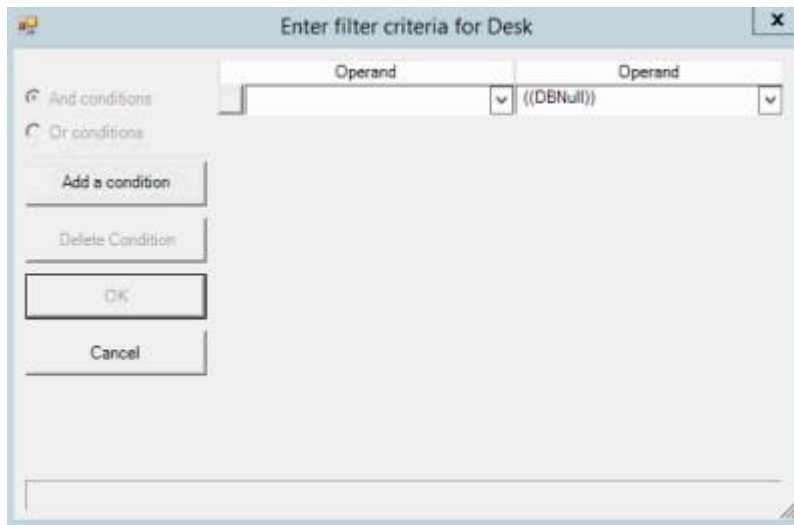 Enter filter criteria for Desk
x
Operand Operand
And conditions
((DBNull))
Or conditions
Add a condition
Delete Condition
OK
Cancel